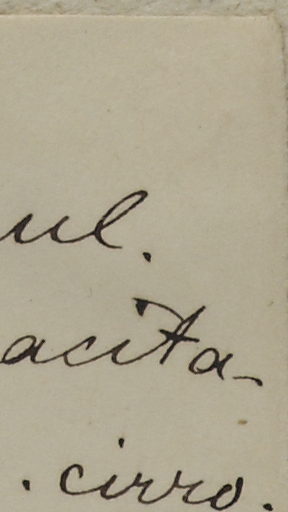 ul.
acita-
. cirro.